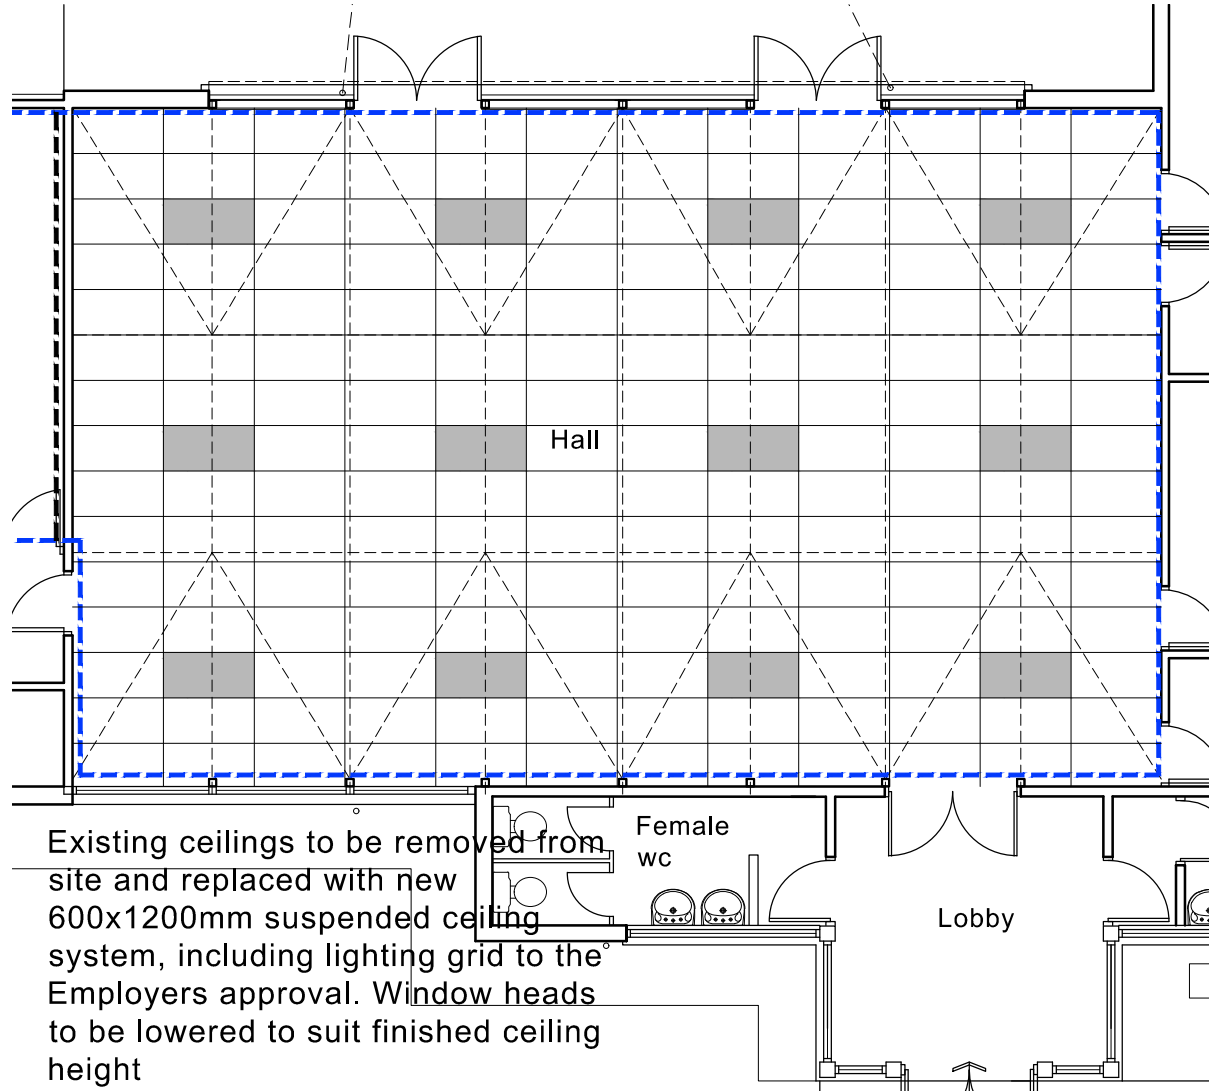 Hall
Female
wc
Lobby
Existing ceilings to be removed from
site and replaced with new
600x1200mm suspended ceiling
system, including lighting grid to the
Employers approval. Window heads
to be lowered to suit finished ceiling
height